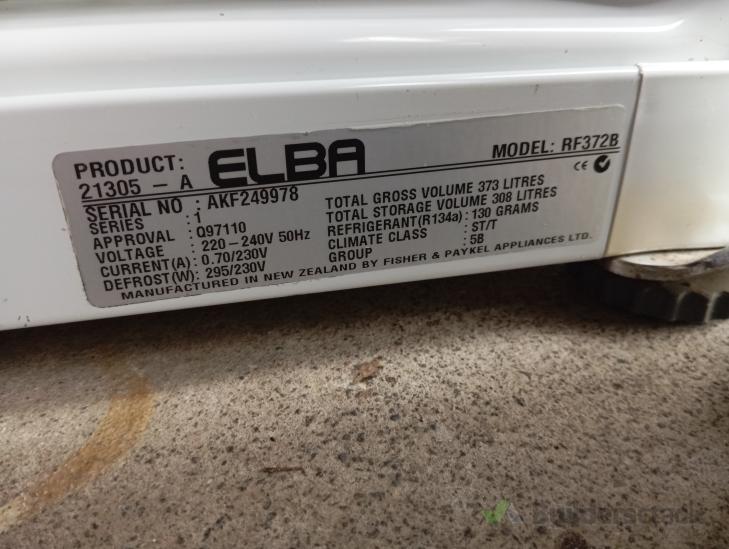 PRODUCT: ELBA MODEL: RF372B
21305 - A
SERIAL NO : AKF249978
SERIES : 1
APPROVAL : Q97110
VOLTAGE : 220-240V 50Hz
CURRENT(A): 0.70/230V
DEFROST(W): 295/230V
CE
TOTAL GROSS VOLUME 373 LITRES
TOTAL STORAGE VOLUME 308 LITRES
REFRIGERANT(R134a): 130 GRAMS
CLIMATE CLASS : ST/T
GROUP : 5B
MANUFACTURED IN NEW ZEALAND BY FISHER & PAYKEL APPLIANCES LTD.
builderscrack